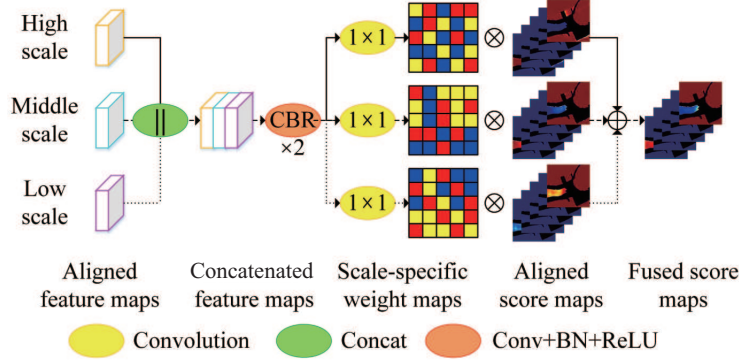 High
scale
Middle
scale
Low
scale
||
CBR
×2
1×1
1×1
1×1
Aligned
feature maps
Concatenated
feature maps
Scale-specific
weight maps
Aligned
score maps
Fused score
maps
Convolution
Concat
Conv+BN+ReLU